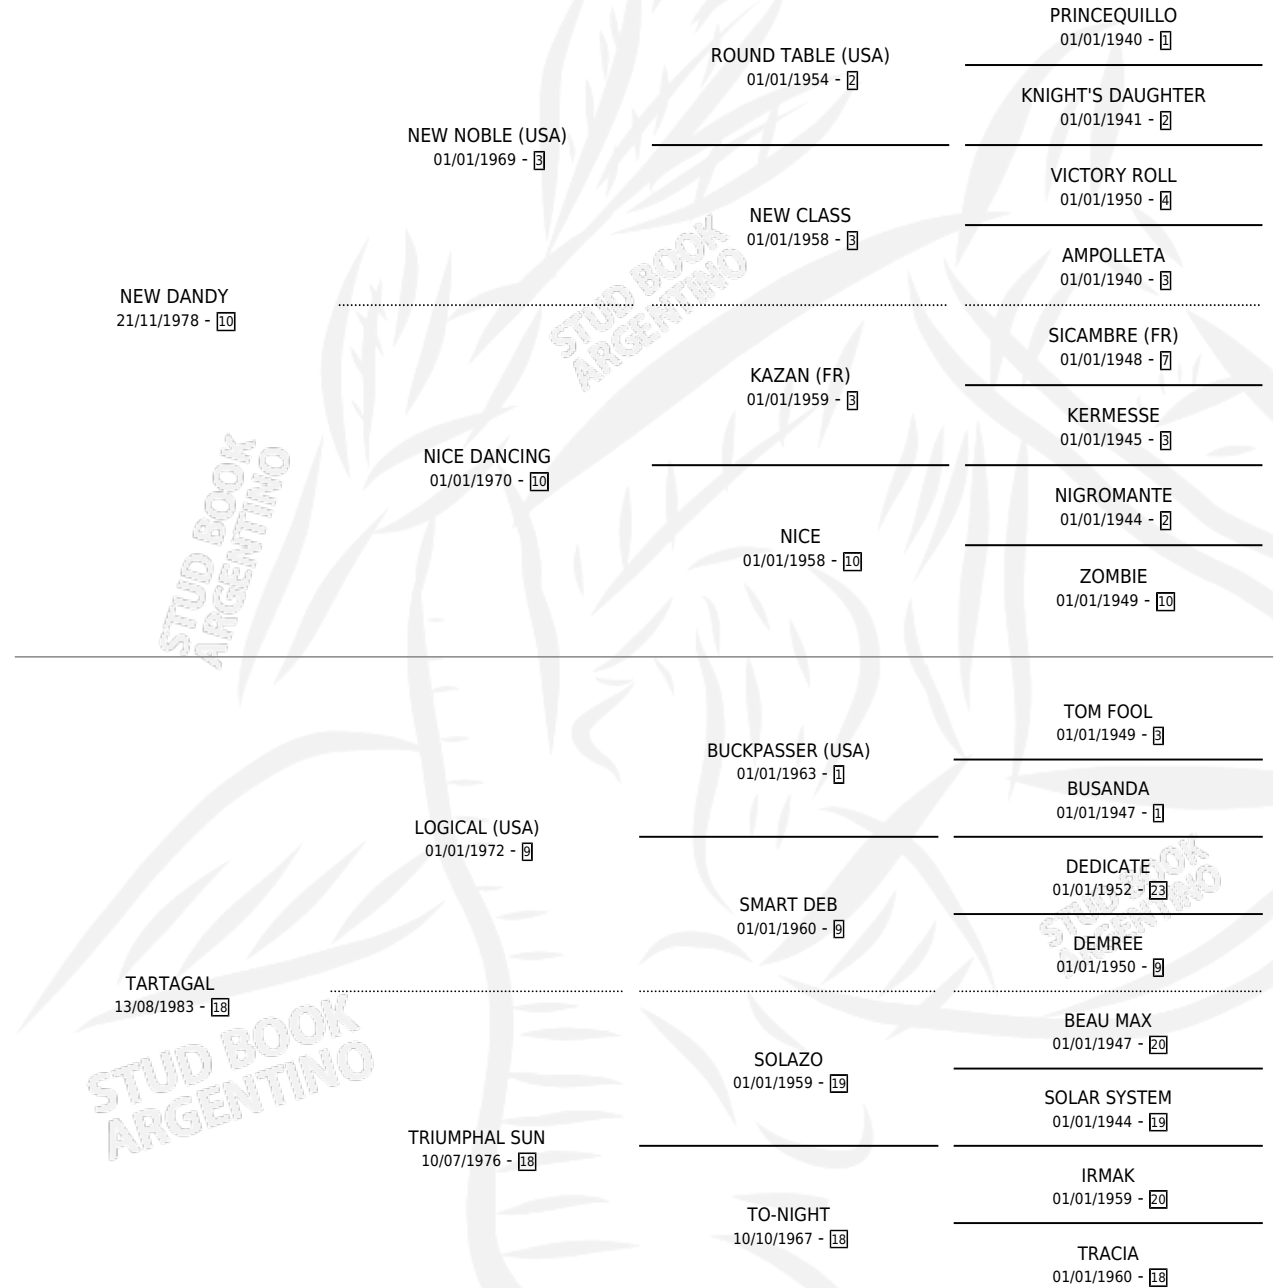 PRINCEQUILLO
01/01/1940 - 1
ROUND TABLE (USA)
01/01/1954 - 2
KNIGHT'S DAUGHTER
01/01/1941 - 2
NEW NOBLE (USA)
01/01/1969 - 3
VICTORY ROLL
01/01/1950 - 4
NEW CLASS
01/01/1958 - 3
AMPOLLETA
01/01/1940 - 3
NEW DANDY
21/11/1978 - 10
SICAMBRE (FR)
01/01/1948 - 7
KAZAN (FR)
01/01/1959 - 3
KERMESSE
01/01/1945 - 3
NICE DANCING
01/01/1970 - 10
NIGROMANTE
01/01/1944 - 2
NICE
01/01/1958 - 10
ZOMBIE
01/01/1949 - 10
STUD BOOK
ARGENTINO
STUD BOOK
ARGENTINO
TOM FOOL
01/01/1949 - 3
BUCKPASSER (USA)
01/01/1963 - 1
BUSANDA
01/01/1947 - 1
LOGICAL (USA)
01/01/1972 - 9
DEDICATE
01/01/1952 - 23
SMART DEB
01/01/1960 - 9
DEMREE
01/01/1950 - 9
STUD BOOK
ARGENTINO
TARTAGAL
13/08/1983 - 18
BEAU MAX
01/01/1947 - 20
SOLAZO
01/01/1959 - 19
SOLAR SYSTEM
01/01/1944 - 19
STUD BOOK
ARGENTINO
TRIUMPHAL SUN
10/07/1976 - 18
IRMAK
01/01/1959 - 20
TO-NIGHT
10/10/1967 - 18
TRACIA
01/01/1960 - 18